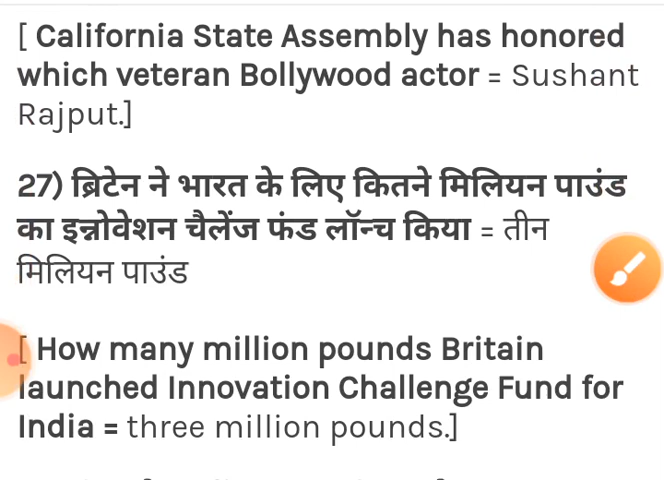 [ California State Assembly has honored
which veteran Bollywood actor = Sushant
Rajput.]
27) ब्रिटेन ने भारत के लिए कितने मिलियन पाउंड
का इन्नोवेशन चैलेंज फंड लॉन्च किया = तीन
मिलियन पाउंड
[ How many million pounds Britain
launched Innovation Challenge Fund for
India = three million pounds.]